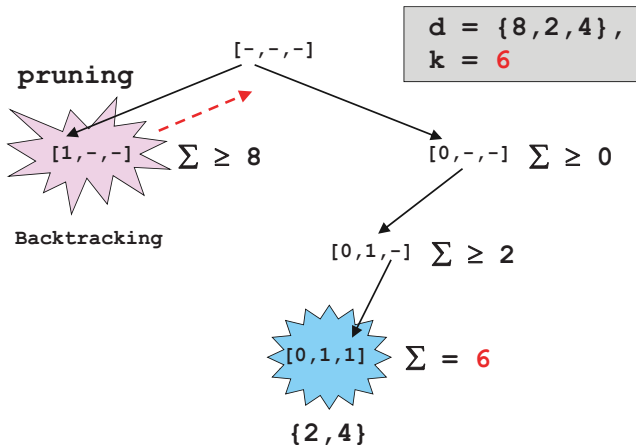 d = {8,2,4},
k = 6
[-,-,-]
pruning
[1,-,-] Σ ≥ 8
[0,-,-] Σ ≥ 0
Backtracking
[0,1,-] Σ ≥ 2
[0,1,1] Σ = 6
{2,4}